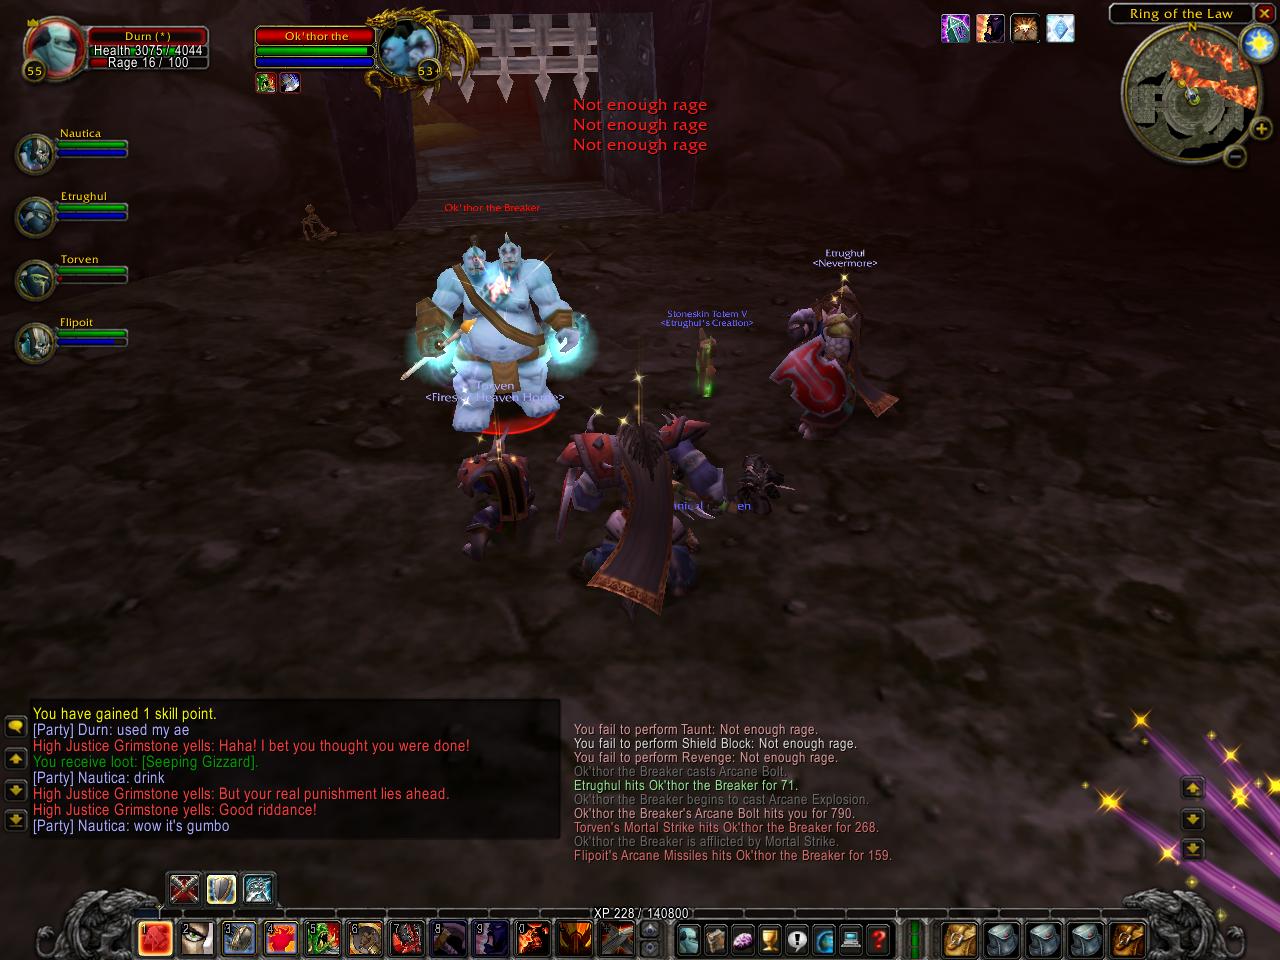 Durn (*)
Health 3075 / 4044
Rage 16 / 100
55
Ok'thor the
53+
Ring of the Law
N
Not enough rage
Not enough rage
Not enough rage
Nautica
Etrughul
Torven
Flipoit
Ok'thor the Breaker
Etrughul
<Nevermore>
Stoneskin Totem V
<Etrughul's Creation>
Torven
<Fires Heaven Horde>
You have gained 1 skill point.
[Party] Durn: used my ae
High Justice Grimstone yells: Haha! I bet you thought you were done!
You receive loot: [Seeping Gizzard].
[Party] Nautica: drink
High Justice Grimstone yells: But your real punishment lies ahead.
High Justice Grimstone yells: Good riddance!
[Party] Nautica: wow it's gumbo
You fail to perform Taunt: Not enough rage.
You fail to perform Shield Block: Not enough rage.
You fail to perform Revenge: Not enough rage.
Ok'thor the Breaker casts Arcane Bolt.
Etrughul hits Ok'thor the Breaker for 71.
Ok'thor the Breaker begins to cast Arcane Explosion.
Ok'thor the Breaker's Arcane Bolt hits you for 790.
Torven's Mortal Strike hits Ok'thor the Breaker for 268.
Ok'thor the Breaker is afflicted by Mortal Strike.
Flipoit's Arcane Missiles hits Ok'thor the Breaker for 159.
XP 228 / 140800
1 2 3 4 5 6 7 8 9 0